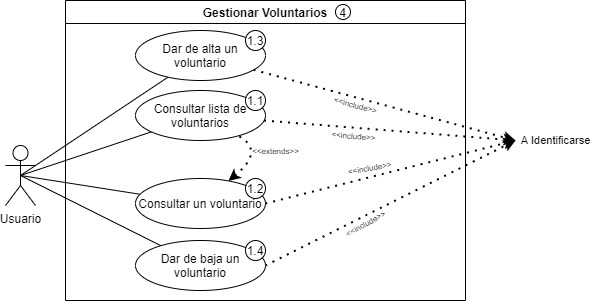 Gestionar Voluntarios 4
1.3
Dar de alta un
voluntario
<<include>>
1.1
Consultar lista de
voluntarios
<<include>>
A Identificarse
<<extends>>
<<include>>
1.2
Consultar un voluntario
Usuario
<<include>>
1.4
Dar de baja un
voluntario